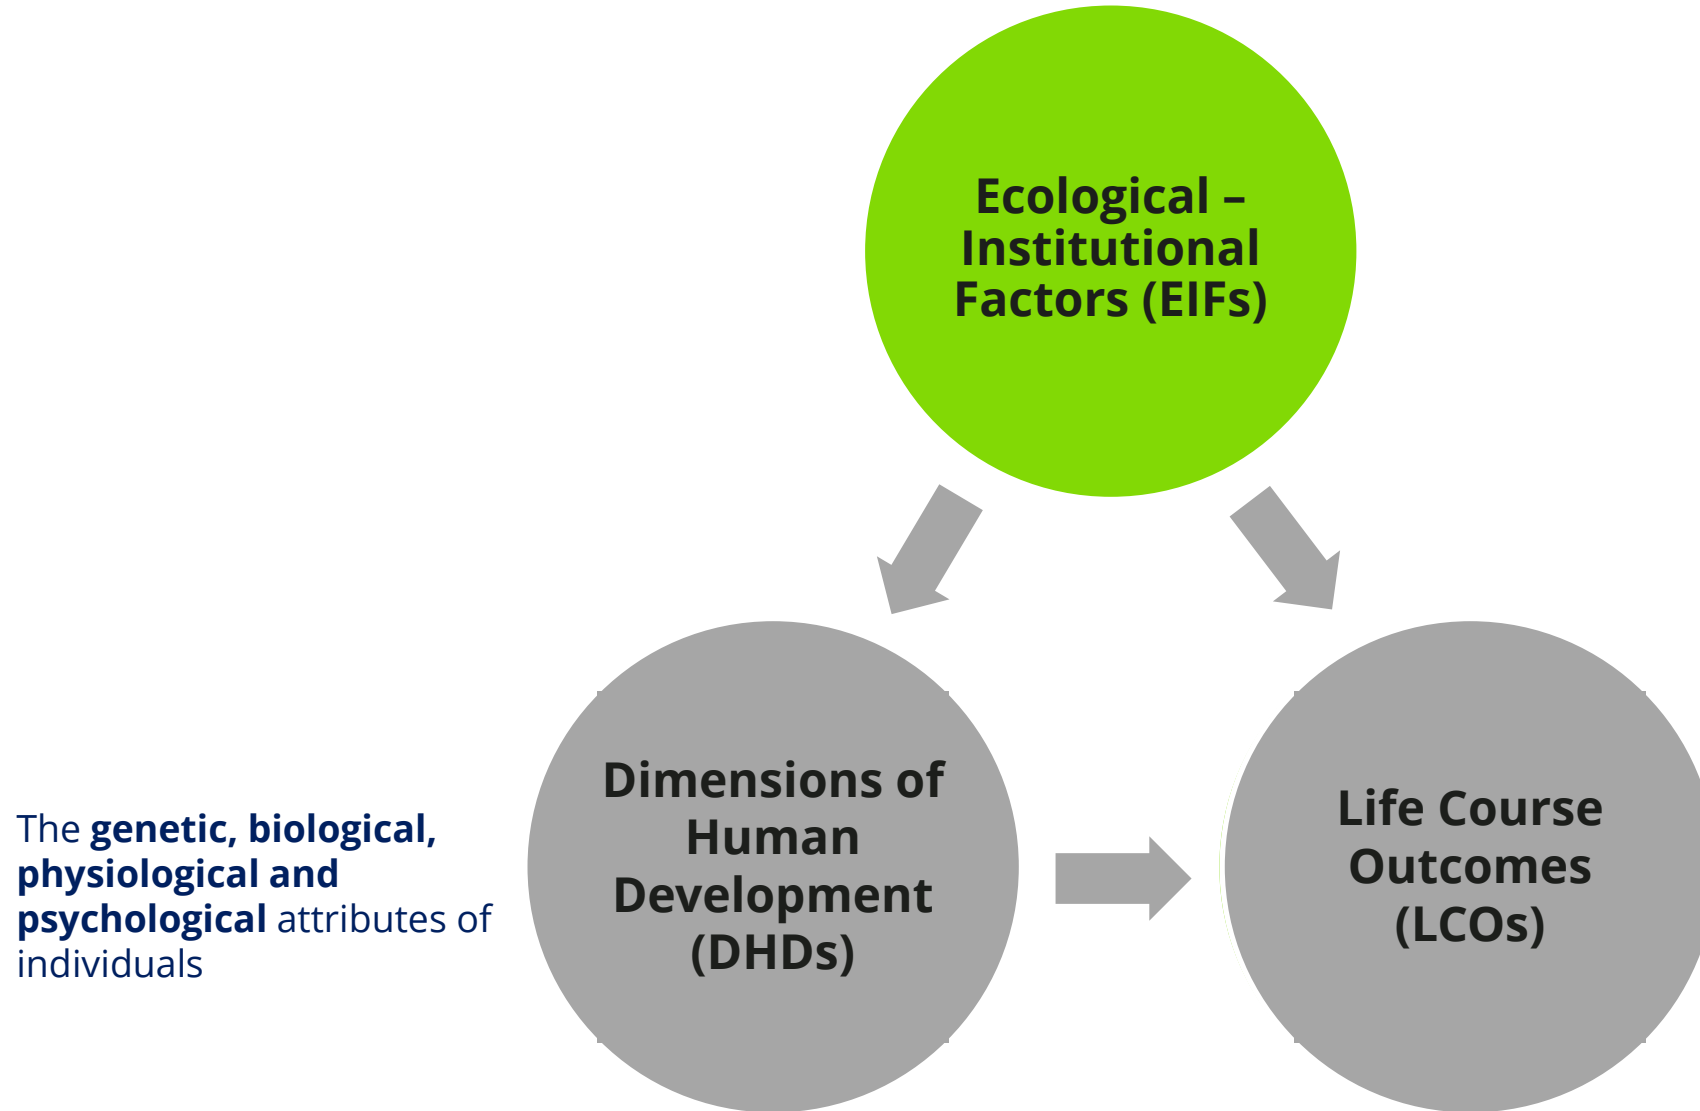 Ecological –
Institutional
Factors (EIFs)
Dimensions of
Human
Development
(DHDs)
Life Course
Outcomes
(LCOs)
The genetic, biological,
physiological and
psychological attributes of
individuals